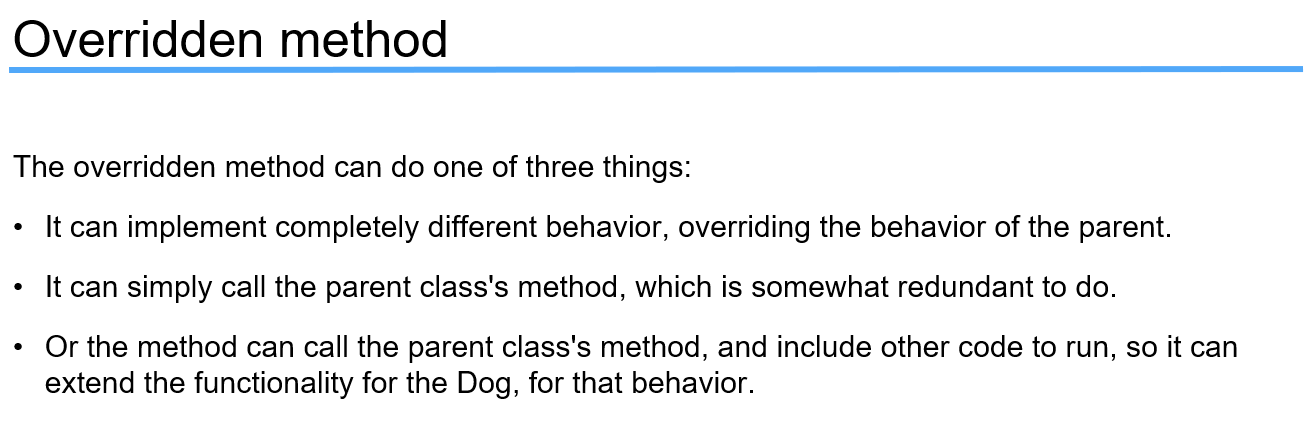 Overridden method
The overridden method can do one of three things:
• It can implement completely different behavior, overriding the behavior of the parent.
• It can simply call the parent class's method, which is somewhat redundant to do.
• Or the method can call the parent class's method, and include other code to run, so it can
extend the functionality for the Dog, for that behavior.